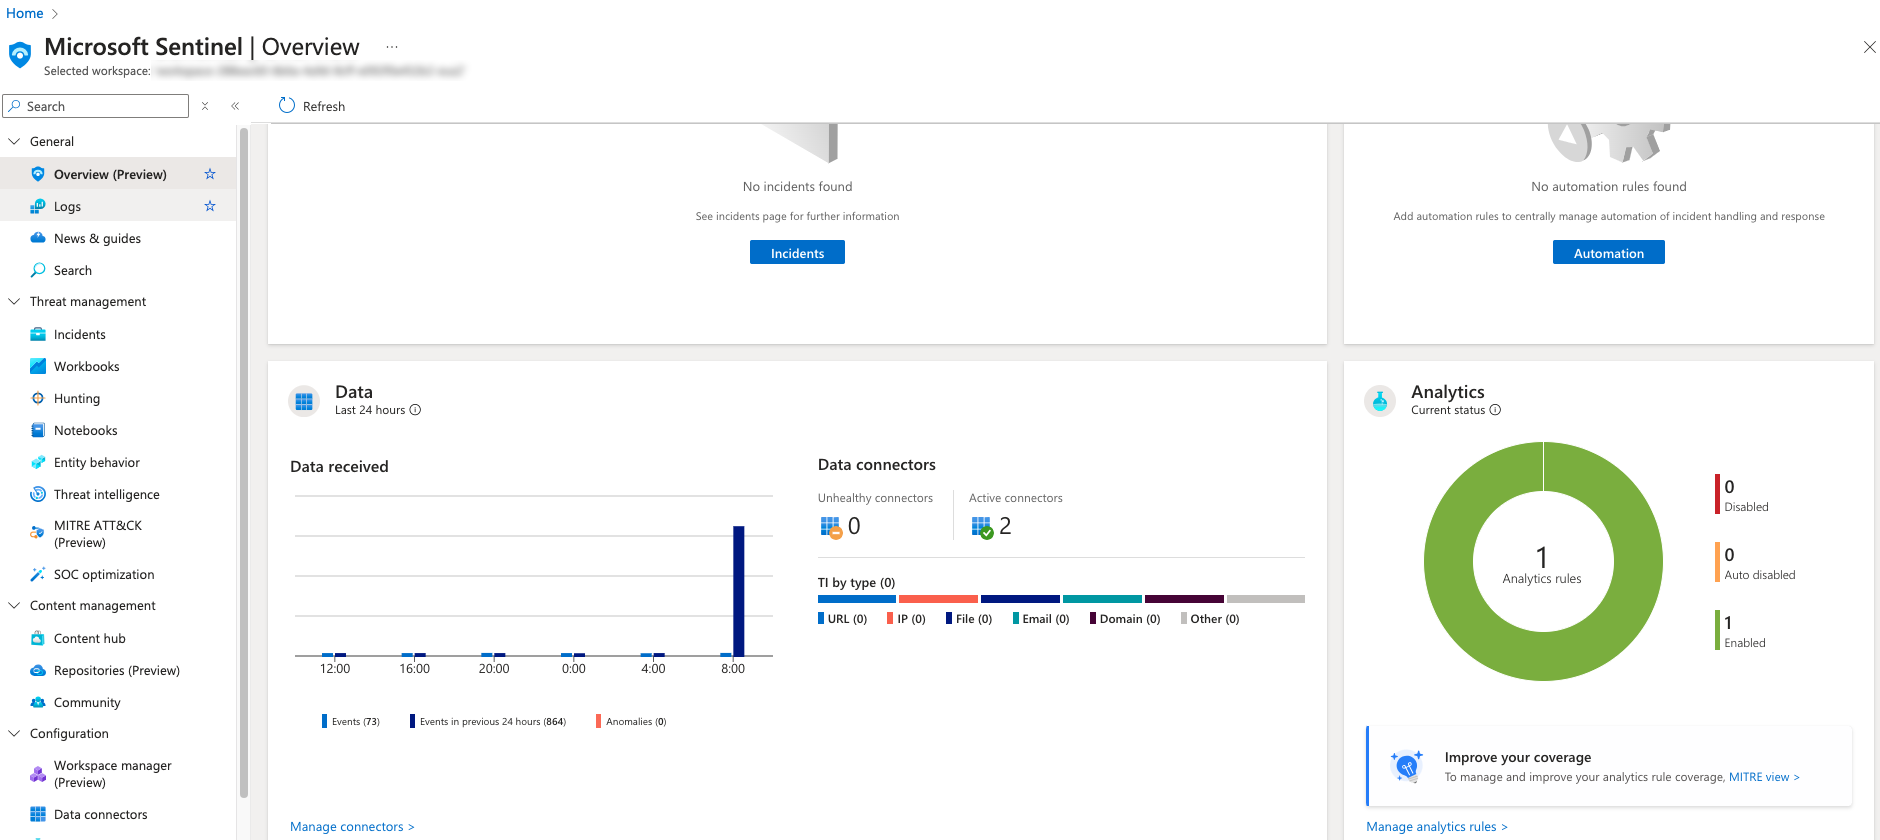 Home
Microsoft Sentinel | Overview ...
Selected workspace:
Search
Refresh
General
Overview (Preview)
Logs
News & guides
Search
Threat management
Incidents
Workbooks
Hunting
Notebooks
Entity behavior
Threat intelligence
MITRE ATT&CK
(Preview)
SOC optimization
Content management
Content hub
Repositories (Preview)
Community
Configuration
Workspace manager
(Preview)
Data connectors
No incidents found
See incidents page for further information
Incidents
No automation rules found
Add automation rules to centrally manage automation of incident handling and response
Automation
Data
Last 24 hours
Data received
12:00 16:00 20:00 0:00 4:00 8:00
Events (73) Events in previous 24 hours (864) Anomalies (0)
Manage connectors >
Data connectors
Unhealthy connectors
0
Active connectors
2
TI by type (0)
URL (0) IP (0) File (0) Email (0) Domain (0) Other (0)
Analytics
Current status
1
Analytics rules
0
Disabled
0
Auto disabled
1
Enabled
Improve your coverage
To manage and improve your analytics rule coverage, MITRE view >
Manage analytics rules >